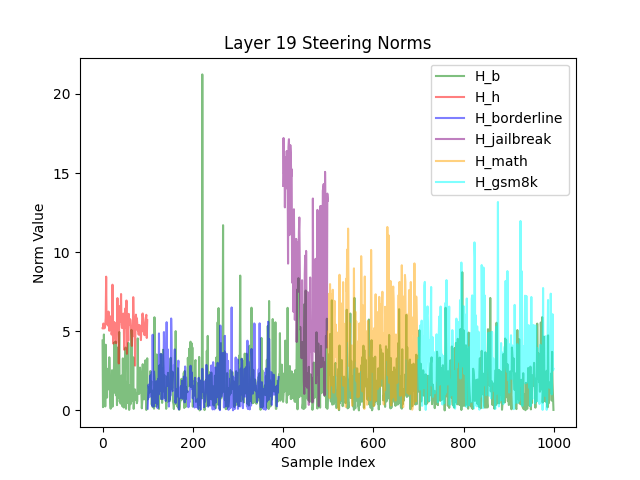 Layer 19 Steering Norms
H_b
H_h
H_borderline
H_jailbreak
H_math
H_gsm8k
Norm Value
20
15
10
5
0
0
200
400
600
800
1000
Sample Index